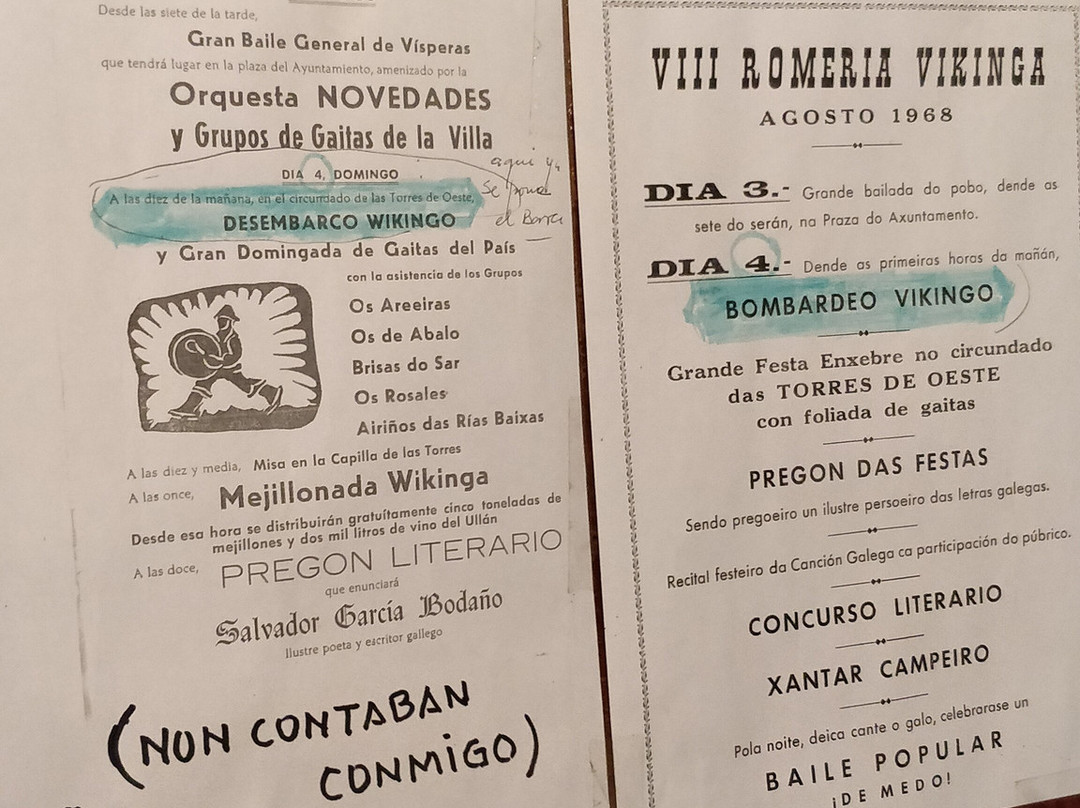 Desde las siete de la tarde,
Gran Baile General de Vísperas
que tendrá lugar en la plaza del Ayuntamiento, amenizado por la
Orquesta NOVEDADES
y Grupos de Gaitas de la Villa
DIA 4, DOMINGO
A las diez de la mañana, en el circundado de las Torres de Oeste,
DESEMBARCO WIKINGO
aquí
se
el
y Gran Domingada de Gaitas del País
con la asistencia de los Grupos
Os Areeiras
Os de Abalo
Brisas do Sar
Os Rosales
Airiños das Rías Baixas
A las diez y media, Misa en la Capilla de las Torres
A las once, Mejillonada Wikinga
Desde esa hora se distribuirán gratuítamente cinco toneladas de
mejillones y dos mil litros de vino del Ullán
A las doce, PREGON LITERARIO
que enunciará
Salvador García Bodaño
Ilustre poeta y escritor gallego
(NON CONTABAN
CONMIGO)
VIII ROMERIA VIKINGA
AGOSTO 1968
DIA 3.- Grande bailada do pobo, dende as
sete do serán, na Praza do Axuntamento.
DIA 4.- Dende as primeiras horas da mañán,
BOMBARDEO VIKINGO
Grande Festa Enxebre no circundado
das TORRES DE OESTE
con foliada de gaitas
PREGON DAS FESTAS
Sendo pregoeiro un ilustre persoeiro das letras galegas.
Recital festeiro da Canción Galega ca participación do púbrico.
CONCURSO LITERARIO
XANTAR CAMPEIRO
Pola noite, deica cante o galo, celebrarase un
BAILE POPULAR
¡DE MEDO!